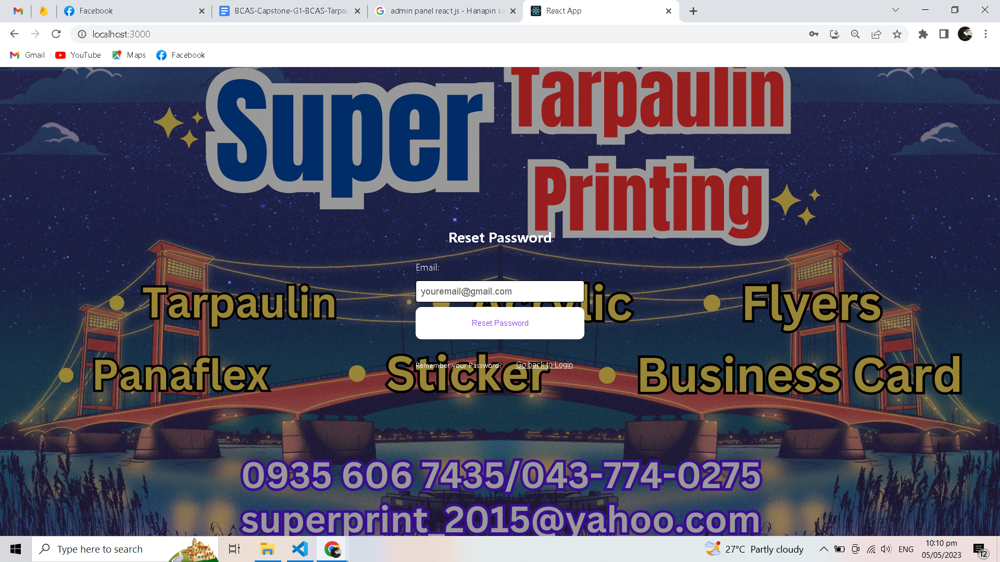 Facebook
BCAS-Capstone-G1-BCAS-Tarpau
admin panel react js - Hanapin sa
React App
localhost:3000
Gmail
YouTube
Maps
Facebook
Super
Tarpaulin
Printing
Reset Password
Email:
youremail@gmail.com
Tarpaulin
Flyers
Reset Password
Panaflex
Sticker
Business Card
Remember your Password? Go back to Login
0935 606 7435/043-774-0275
superprint_2015@yahoo.com
Type here to search
27°C Partly cloudy
ENG
10:10 pm
05/05/2023
12